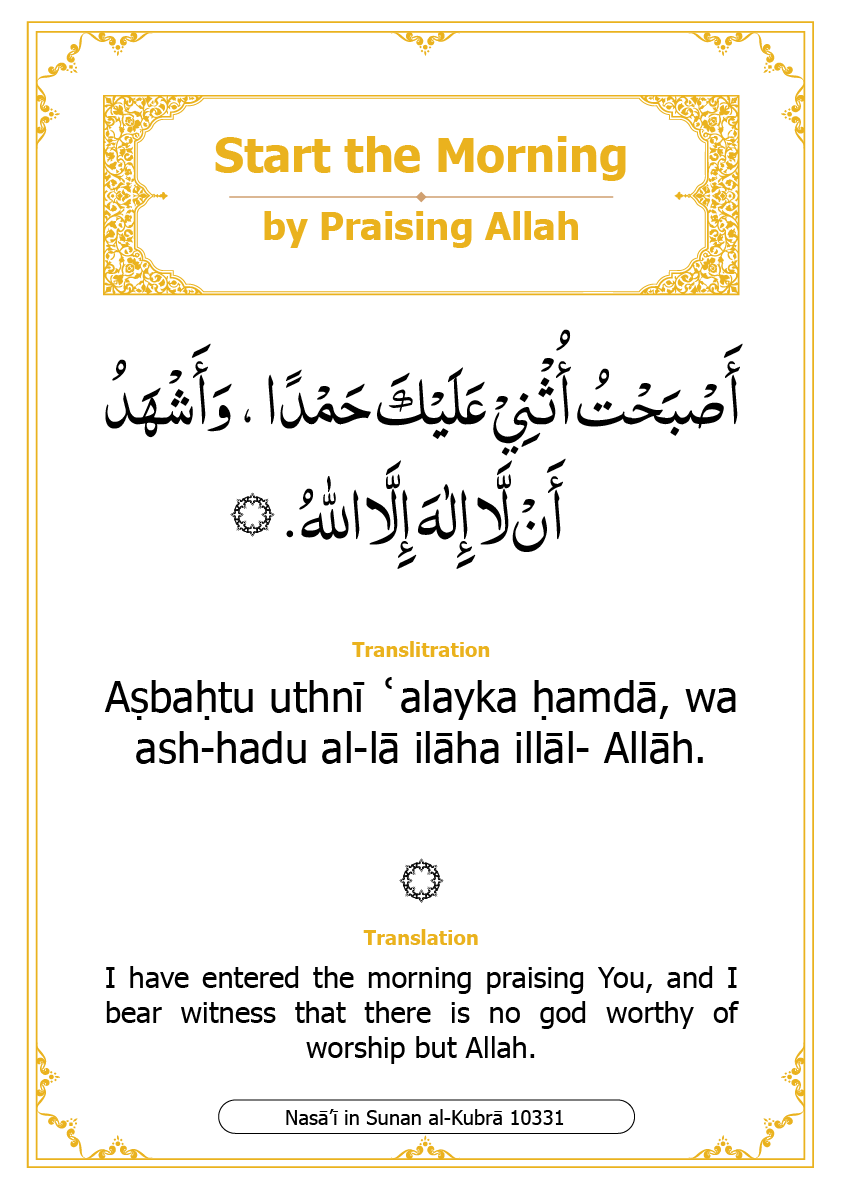 Start the Morning
by Praising Allah
أَصْبَحْتُ أُثْنِيْ عَلَيْكَ حَمْدًا ، وَأَشْهَدُ
أَنْ لَّا إِلٰهَ إِلَّا اللّٰهُ.
Translitration
Aṣbaḥtu uthnī ʿalayka ḥamdā, wa
ash-hadu al-lā ilāha illāl- Allāh.
Translation
I have entered the morning praising You, and I
bear witness that there is no god worthy of
worship but Allah.
Nasā’ī in Sunan al-Kubrā 10331